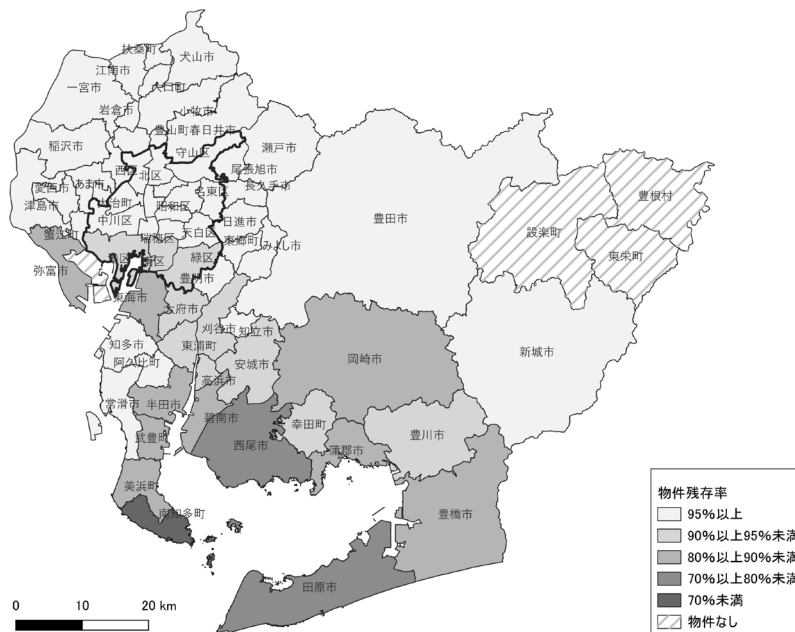 扶桑町
犬山市
江南市
一宮市
大口町
岩倉市
小牧市
豊山町
春日井市
稲沢市
守山区
瀬戸市
西区
北区
尾張旭市
愛西市
あま市
名東区
長久手市
津島市
大治町
昭和区
中川区
日進市
天白区
蟹江町
瑞穂区
東郷町
みよし市
豊田市
設楽町
豊根村
東栄町
港区
南区
緑区
弥富市
豊明市
東海市
大府市
刈谷市
知立市
知多市
東浦町
岡崎市
新城市
阿久比町
安城市
高浜市
常滑市
半田市
碧南市
幸田町
武豊町
西尾市
豊川市
蒲郡市
美浜町
南知多町
豊橋市
田原市
物件残存率
95%以上
90%以上95%未満
80%以上90%未満
70%以上80%未満
70%未満
物件なし
0 10 20 km